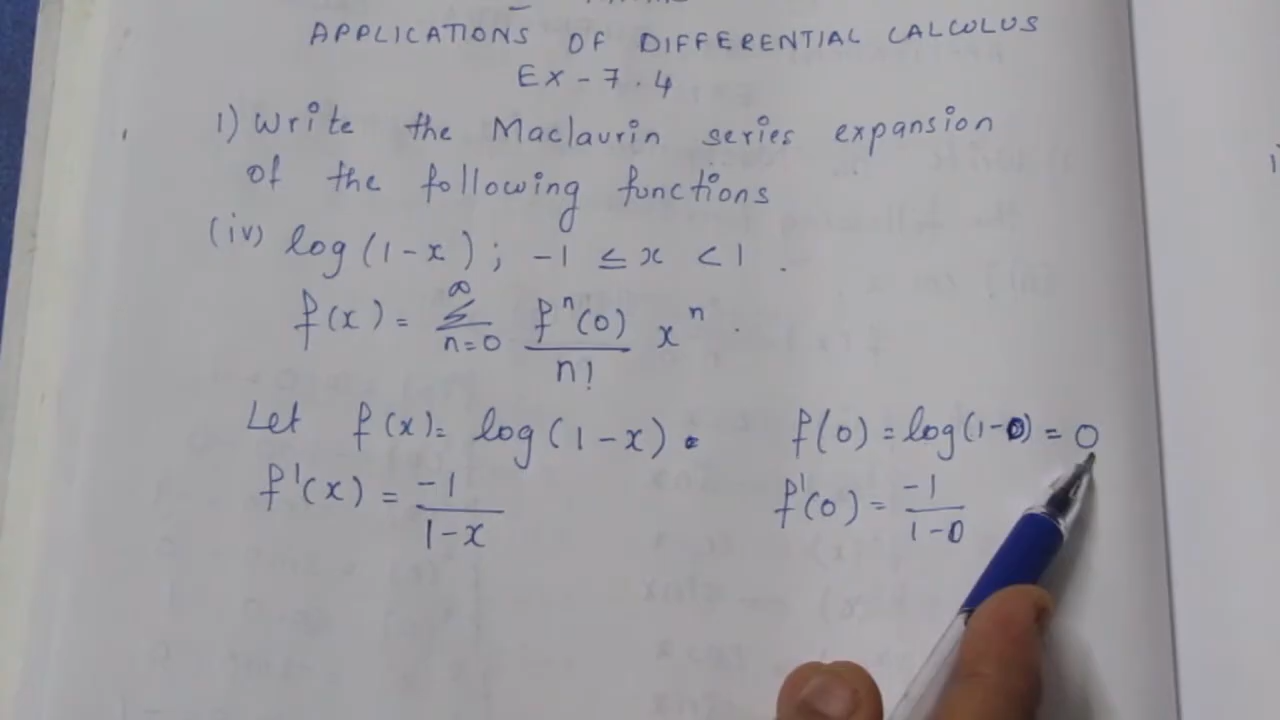 APPLICATIONS OF DIFFERENTIAL CALCULUS
EX - 7.4
1) Write the Maclaurin series expansion
of the following functions
(iv) log(1-x); -1 ≤ x < 1.
f(x) = ∞ Σ n=0 fⁿ(0)/n! xⁿ.
Let f(x) = log(1-x). f(0) = log(1-0) = 0
f'(x) = -1/1-x f'(0) = -1/1-0